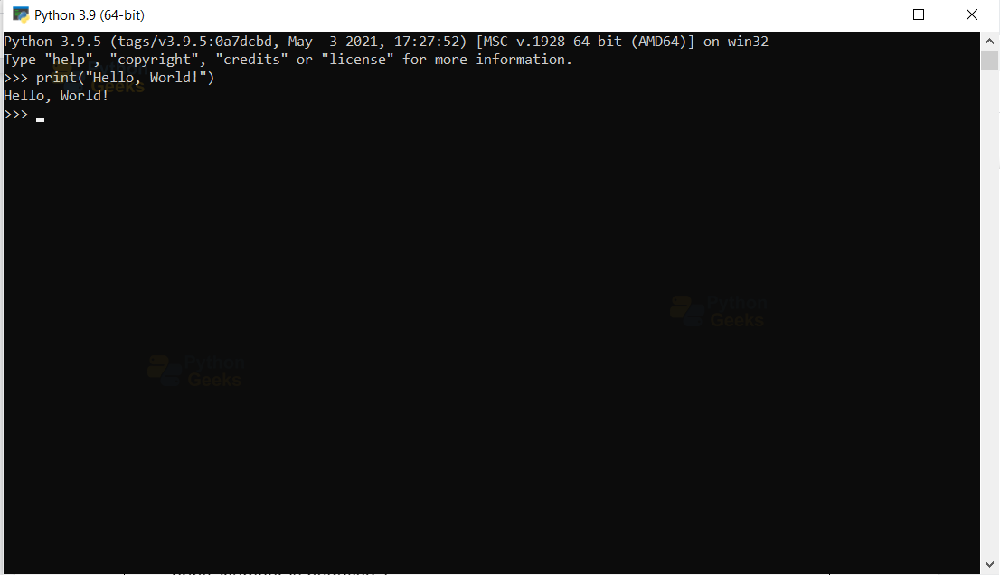 Python 3.9 (64-bit)
Python 3.9.5 (tags/v3.9.5:0a7dcbd, May  3 2021, 17:27:52) [MSC v.1928 64 bit (AMD64)] on win32
Type "help", "copyright", "credits" or "license" for more information.
>>> print("Hello, World!")
Hello, World!
>>>
Python
Geeks
Python
Geeks
Python
Geeks